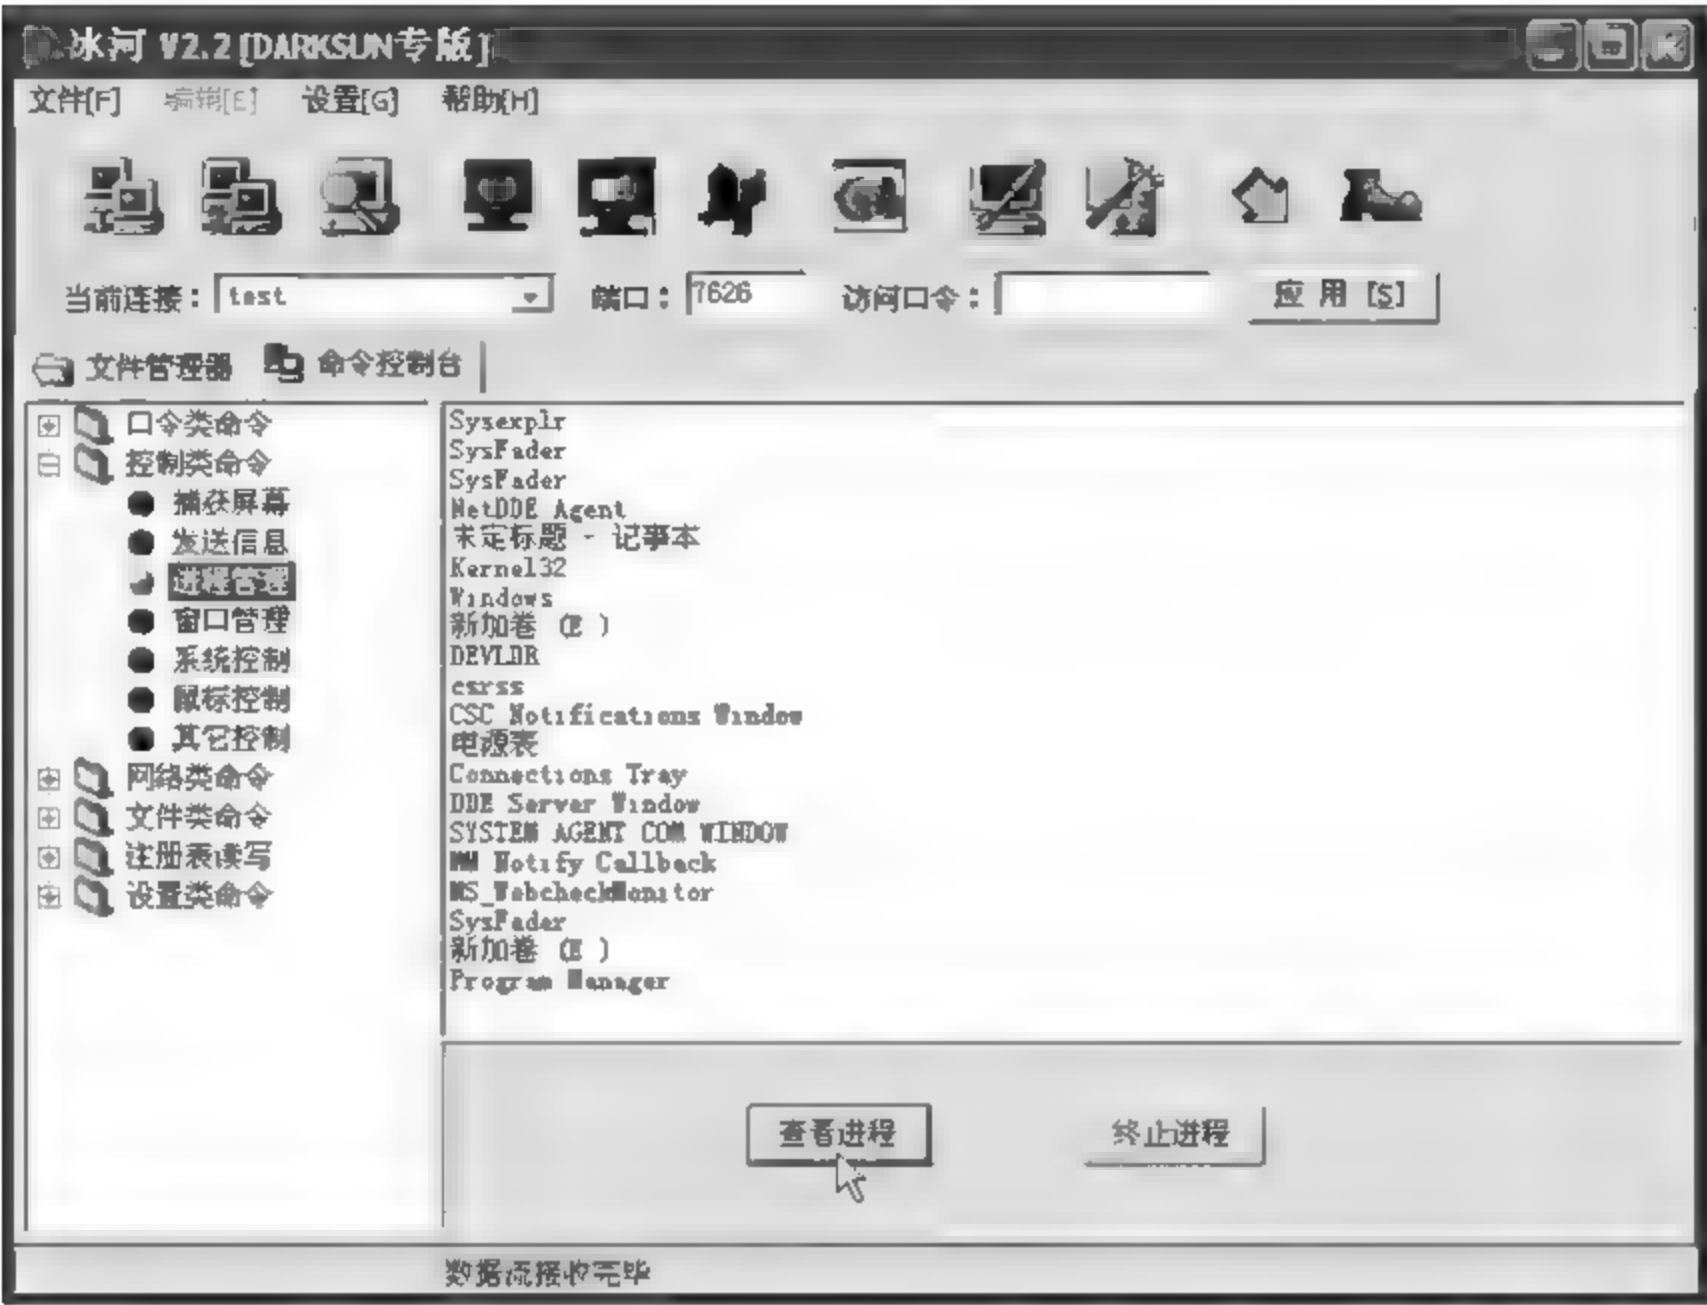 冰河 V2.2[DARKSUN专版]
文件[F] 编辑[E] 设置[G] 帮助[H]
当前连接： test 端口： 7626 访问口令： 应 用 [S]
文件管理器 命令控制台
口令类命令
控制类命令
捕获屏幕
发送信息
进程管理
窗口管理
系统控制
鼠标控制
其它控制
网络类命令
文件类命令
注册表读写
设置类命令
Sysexplr
SysFader
SysFader
NetDDE Agent
未定标题 - 记事本
Kernel32
Windows
新加卷 (E )
DEVLDR
csrss
CSC Notifications Window
电源表
Connections Tray
DDE Server Window
SYSTEM AGENT COM WINDOW
MM Notify Callback
MS_WebcheckMonitor
SysFader
新加卷 (E )
Program Manager
查看进程 终止进程
数据流接收完毕